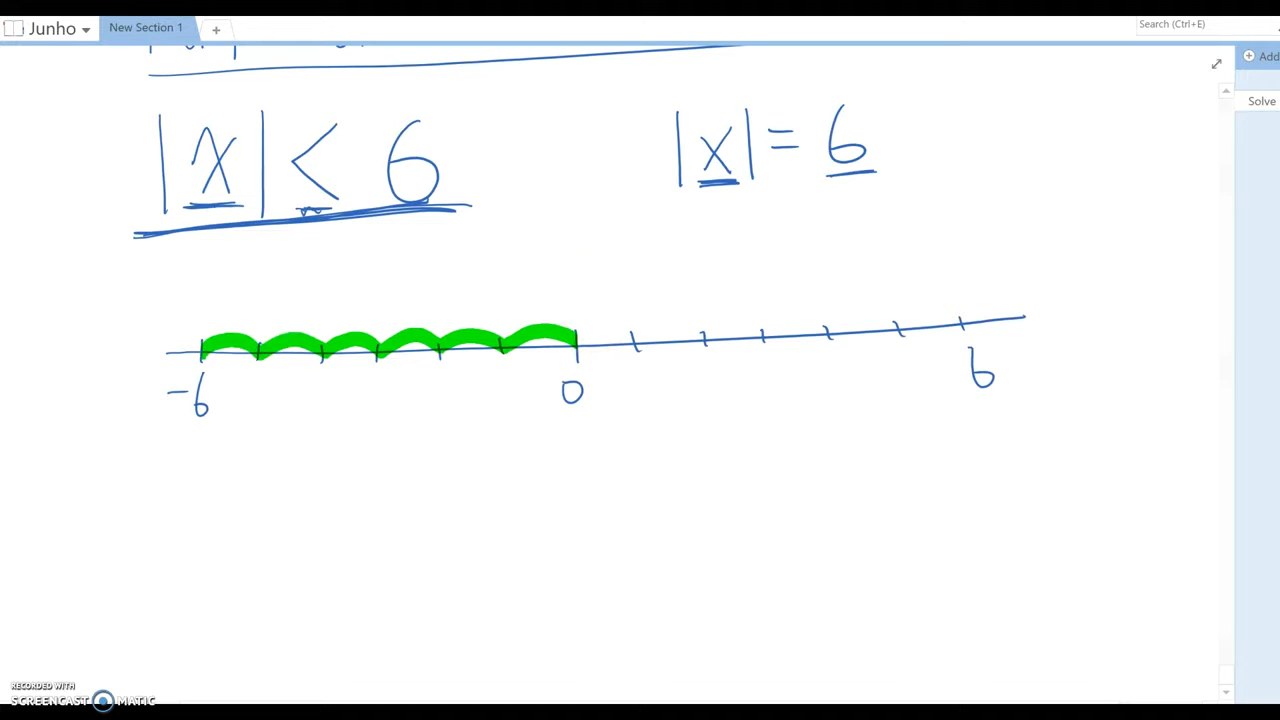 Junho
New Section 1
+
Search (Ctrl+E)
Add
Solve
|x| < 6
|x| = 6
-6
0
6
RECORDED WITH
SCREENCAST MATIC